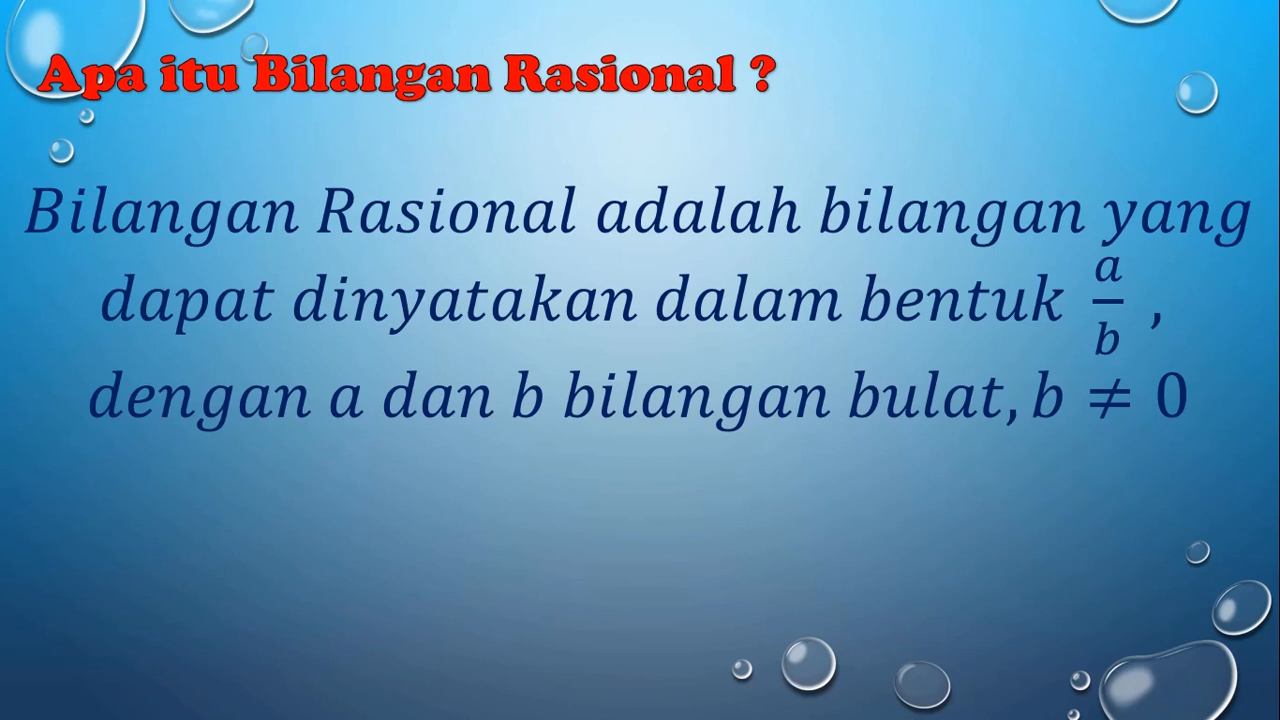 Apa itu Bilangan Rasional ?
Bilangan Rasional adalah bilangan yang
dapat dinyatakan dalam bentuk a/b ,
dengan a dan b bilangan bulat, b ≠ 0